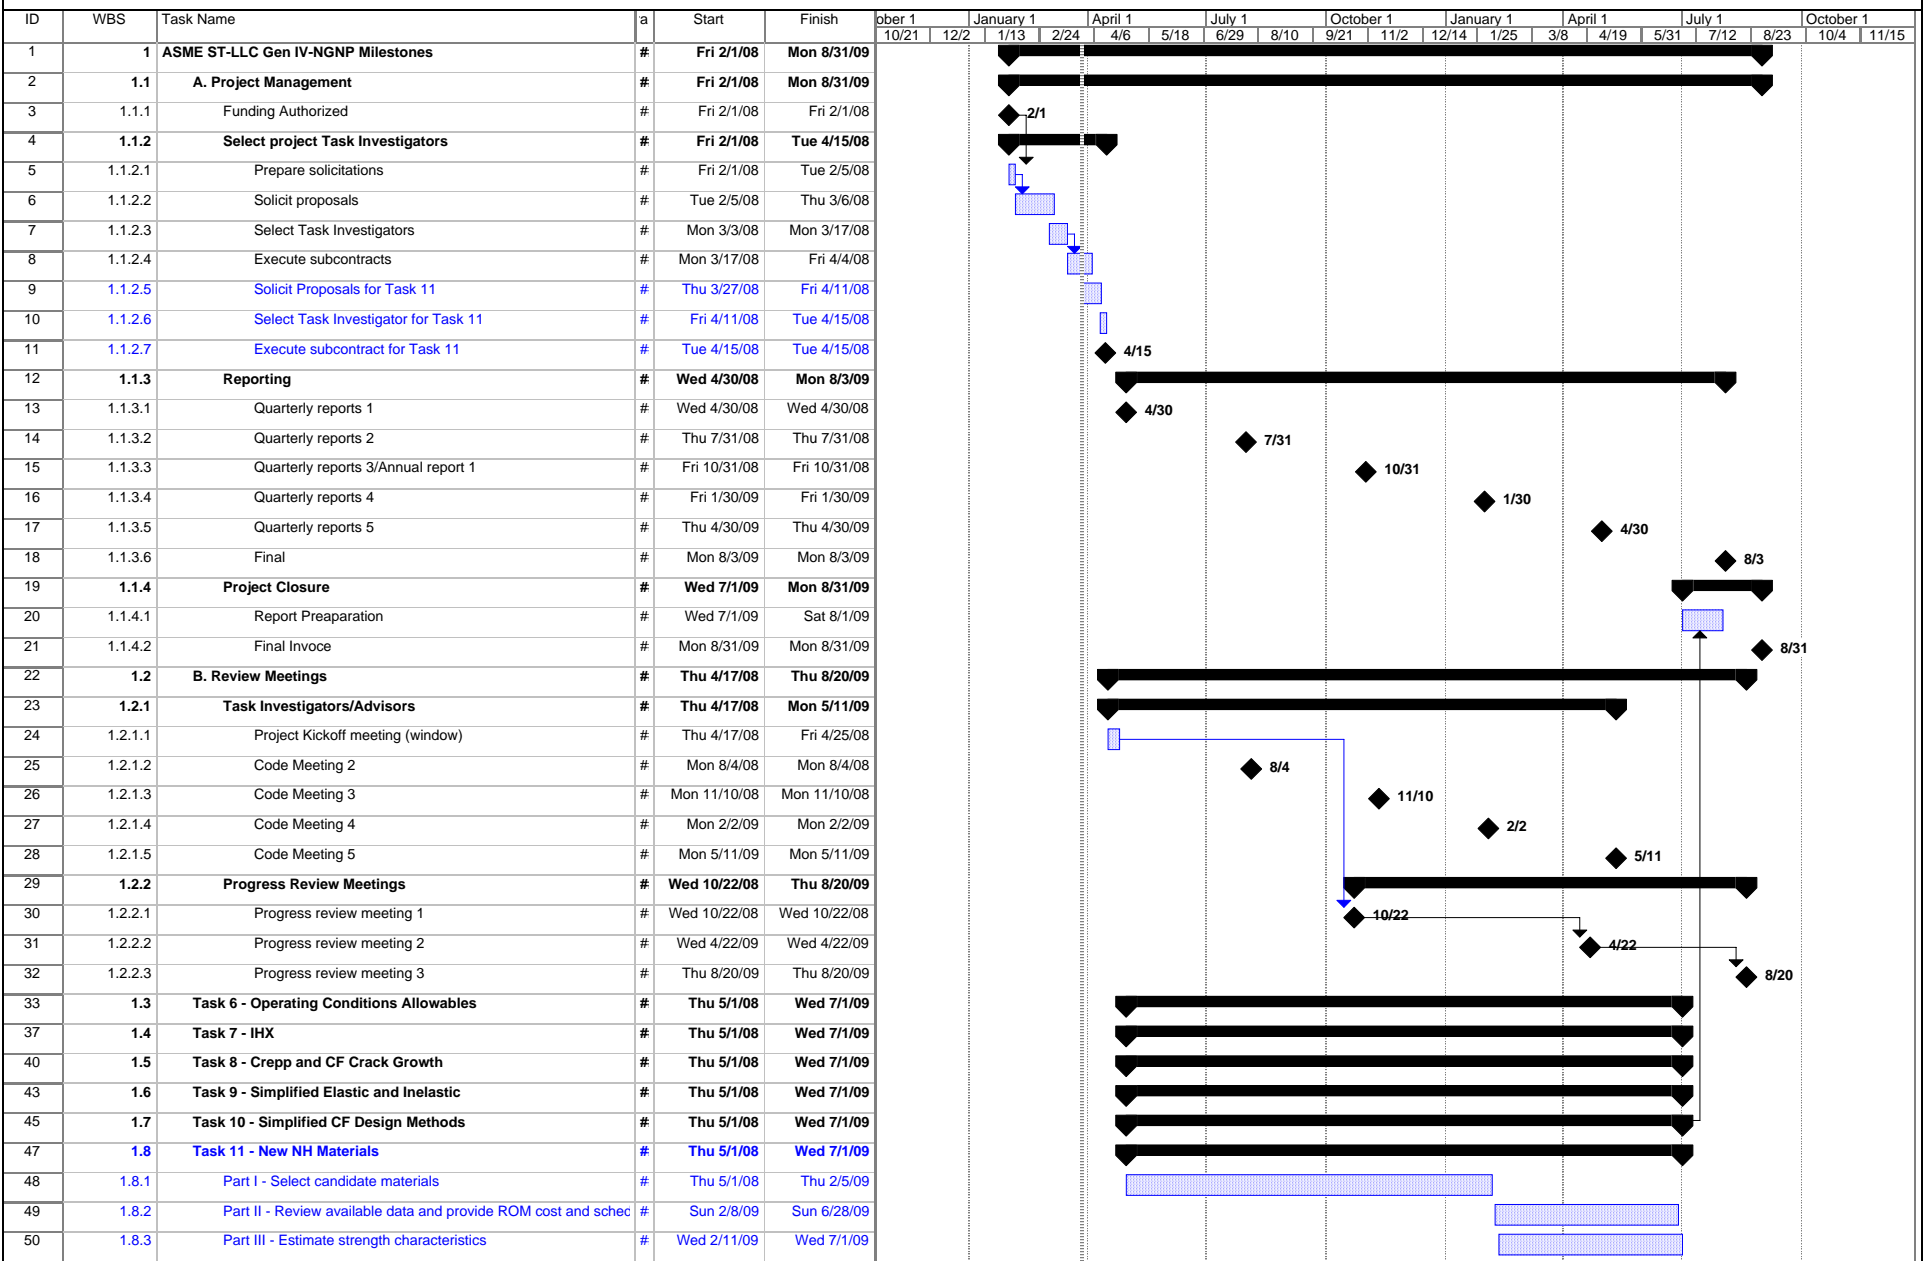 ID WBS Task Name a Start Finish ober 1 January 1 April 1 July 1 October 1 January 1 April 1 July 1 October 1
10/21 12/2 1/13 2/24 4/6 5/18 6/29 8/10 9/21 11/2 12/14 1/25 3/8 4/19 5/31 7/12 8/23 10/4 11/15
1 1 ASME ST-LLC Gen IV-NGNP Milestones # Fri 2/1/08 Mon 8/31/09
2 1.1 A. Project Management # Fri 2/1/08 Mon 8/31/09
3 1.1.1 Funding Authorized # Fri 2/1/08 Fri 2/1/08 2/1
4 1.1.2 Select project Task Investigators # Fri 2/1/08 Tue 4/15/08
5 1.1.2.1 Prepare solicitations # Fri 2/1/08 Tue 2/5/08
6 1.1.2.2 Solicit proposals # Tue 2/5/08 Thu 3/6/08
7 1.1.2.3 Select Task Investigators # Mon 3/3/08 Mon 3/17/08
8 1.1.2.4 Execute subcontracts # Mon 3/17/08 Fri 4/4/08
9 1.1.2.5 Solicit Proposals for Task 11 # Thu 3/27/08 Fri 4/11/08
10 1.1.2.6 Select Task Investigator for Task 11 # Fri 4/11/08 Tue 4/15/08
11 1.1.2.7 Execute subcontract for Task 11 # Tue 4/15/08 Tue 4/15/08 4/15
12 1.1.3 Reporting # Wed 4/30/08 Mon 8/3/09
13 1.1.3.1 Quarterly reports 1 # Wed 4/30/08 Wed 4/30/08 4/30
14 1.1.3.2 Quarterly reports 2 # Thu 7/31/08 Thu 7/31/08 7/31
15 1.1.3.3 Quarterly reports 3/Annual report 1 # Fri 10/31/08 Fri 10/31/08 10/31
16 1.1.3.4 Quarterly reports 4 # Fri 1/30/09 Fri 1/30/09 1/30
17 1.1.3.5 Quarterly reports 5 # Thu 4/30/09 Thu 4/30/09 4/30
18 1.1.3.6 Final # Mon 8/3/09 Mon 8/3/09 8/3
19 1.1.4 Project Closure # Wed 7/1/09 Mon 8/31/09
20 1.1.4.1 Report Preaparation # Wed 7/1/09 Sat 8/1/09
21 1.1.4.2 Final Invoce # Mon 8/31/09 Mon 8/31/09 8/31
22 1.2 B. Review Meetings # Thu 4/17/08 Thu 8/20/09
23 1.2.1 Task Investigators/Advisors # Thu 4/17/08 Mon 5/11/09
24 1.2.1.1 Project Kickoff meeting (window) # Thu 4/17/08 Fri 4/25/08
25 1.2.1.2 Code Meeting 2 # Mon 8/4/08 Mon 8/4/08 8/4
26 1.2.1.3 Code Meeting 3 # Mon 11/10/08 Mon 11/10/08 11/10
27 1.2.1.4 Code Meeting 4 # Mon 2/2/09 Mon 2/2/09 2/2
28 1.2.1.5 Code Meeting 5 # Mon 5/11/09 Mon 5/11/09 5/11
29 1.2.2 Progress Review Meetings # Wed 10/22/08 Thu 8/20/09
30 1.2.2.1 Progress review meeting 1 # Wed 10/22/08 Wed 10/22/08 10/22
31 1.2.2.2 Progress review meeting 2 # Wed 4/22/09 Wed 4/22/09 4/22
32 1.2.2.3 Progress review meeting 3 # Thu 8/20/09 Thu 8/20/09 8/20
33 1.3 Task 6 - Operating Conditions Allowables # Thu 5/1/08 Wed 7/1/09
37 1.4 Task 7 - IHX # Thu 5/1/08 Wed 7/1/09
40 1.5 Task 8 - Crepp and CF Crack Growth # Thu 5/1/08 Wed 7/1/09
43 1.6 Task 9 - Simplified Elastic and Inelastic # Thu 5/1/08 Wed 7/1/09
45 1.7 Task 10 - Simplified CF Design Methods # Thu 5/1/08 Wed 7/1/09
47 1.8 Task 11 - New NH Materials # Thu 5/1/08 Wed 7/1/09
48 1.8.1 Part I - Select candidate materials # Thu 5/1/08 Thu 2/5/09
49 1.8.2 Part II - Review available data and provide ROM cost and sched # Sun 2/8/09 Sun 6/28/09
50 1.8.3 Part III - Estimate strength characteristics # Wed 2/11/09 Wed 7/1/09